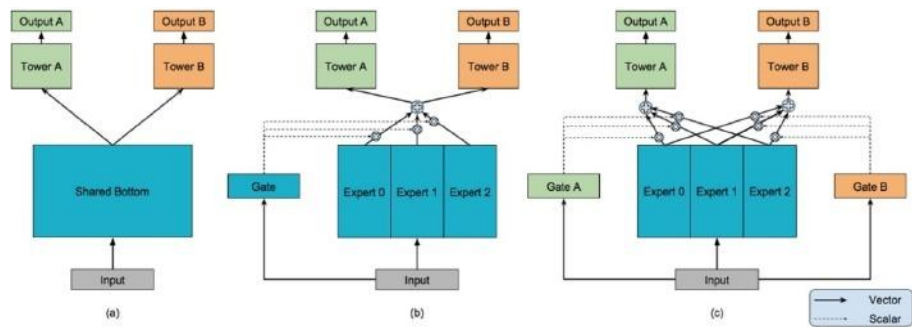 Output A
Output B
Tower A
Tower B
Shared Bottom
Input
(a)
Output A
Output B
Tower A
Tower B
Gate
Expert 0
Expert 1
Expert 2
Input
(b)
Output A
Output B
Tower A
Tower B
Gate A
Expert 0
Expert 1
Expert 2
Gate B
Input
(c)
Vector
Scalar